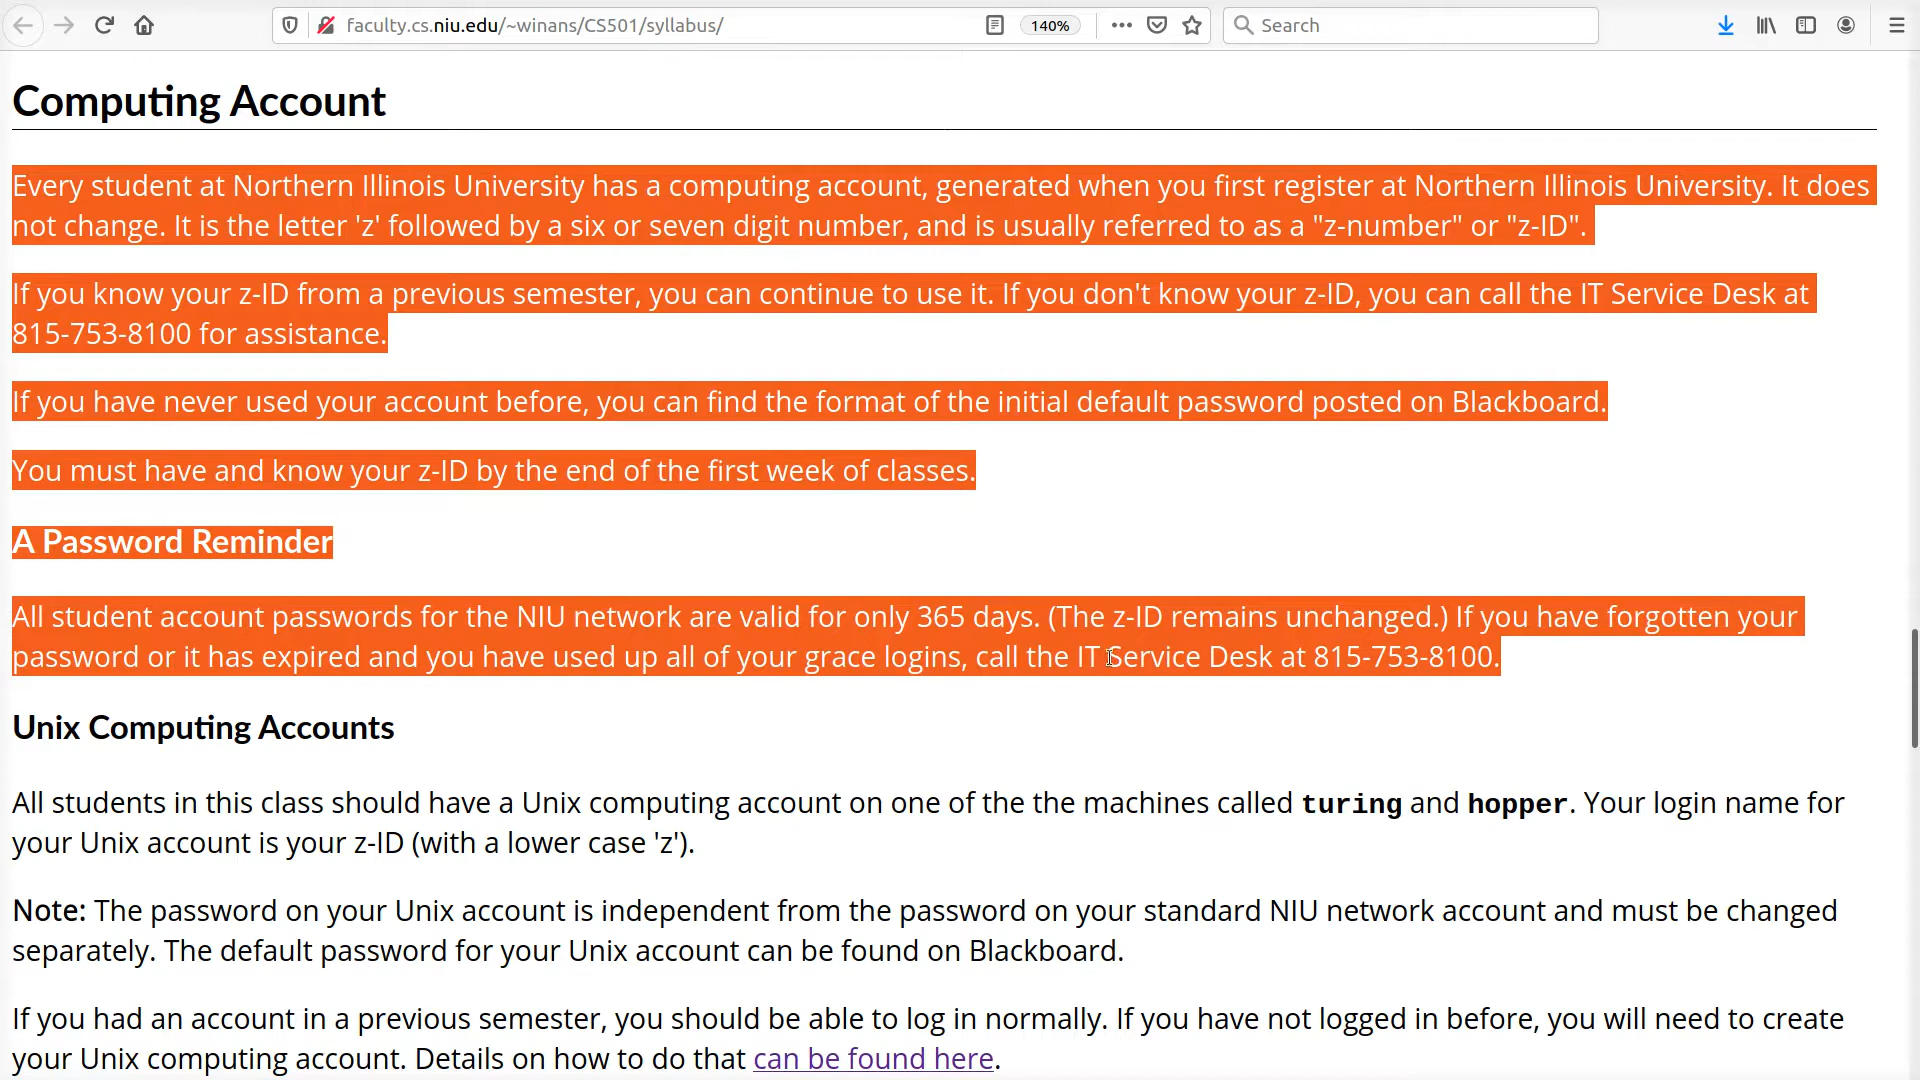 faculty.cs.niu.edu/~winans/CS501/syllabus/
140%
Search
Computing Account
Every student at Northern Illinois University has a computing account, generated when you first register at Northern Illinois University. It does
not change. It is the letter 'z' followed by a six or seven digit number, and is usually referred to as a "z-number" or "z-ID".
If you know your z-ID from a previous semester, you can continue to use it. If you don't know your z-ID, you can call the IT Service Desk at
815-753-8100 for assistance.
If you have never used your account before, you can find the format of the initial default password posted on Blackboard.
You must have and know your z-ID by the end of the first week of classes.
A Password Reminder
All student account passwords for the NIU network are valid for only 365 days. (The z-ID remains unchanged.) If you have forgotten your
password or it has expired and you have used up all of your grace logins, call the IT Service Desk at 815-753-8100.
Unix Computing Accounts
All students in this class should have a Unix computing account on one of the the machines called turing and hopper. Your login name for
your Unix account is your z-ID (with a lower case 'z').
Note: The password on your Unix account is independent from the password on your standard NIU network account and must be changed
separately. The default password for your Unix account can be found on Blackboard.
If you had an account in a previous semester, you should be able to log in normally. If you have not logged in before, you will need to create
your Unix computing account. Details on how to do that can be found here.